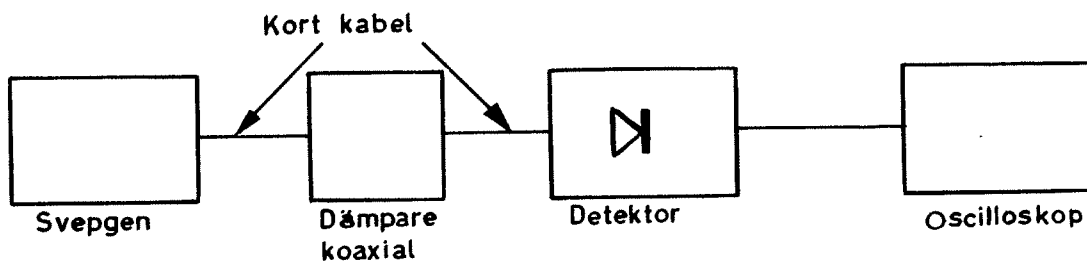 Kort kabel
Svepgen
Dämpare
koaxial
Detektor
Oscilloskop